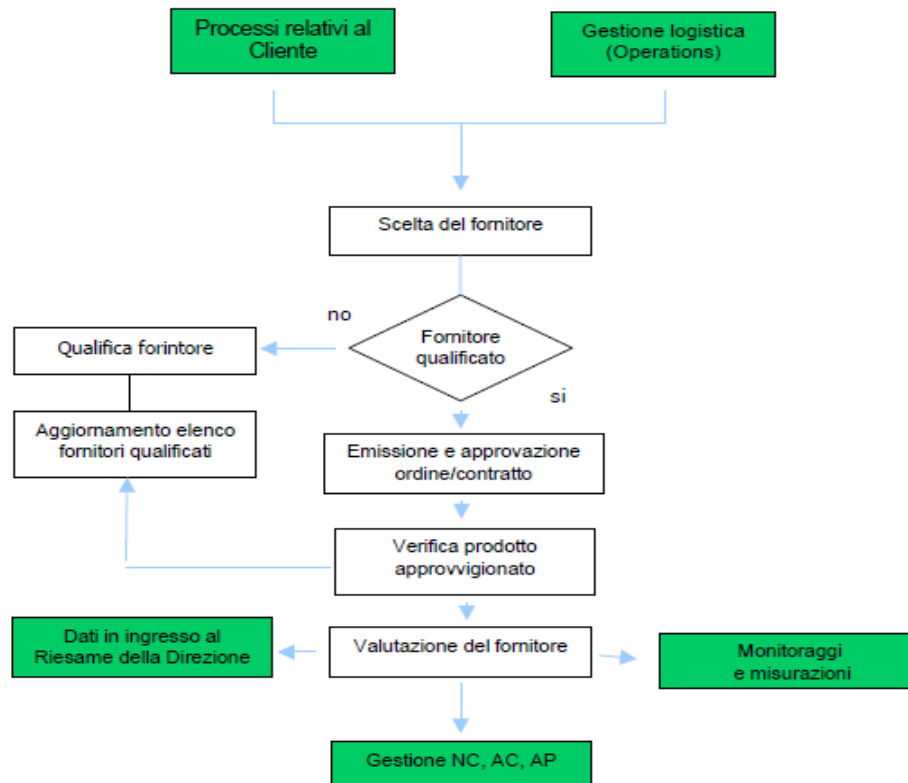 Processi relativi al
Cliente
Gestione logistica
(Operations)
Scelta del fornitore
no
Fornitore
qualificato
Qualifica forintore
si
Aggiornamento elenco
fornitori qualificati
Emissione e approvazione
ordine/contratto
Verifica prodotto
approvvigionato
Dati in ingresso al
Riesame della Direzione
Valutazione del fornitore
Monitoraggi
e misurazioni
Gestione NC, AC, AP